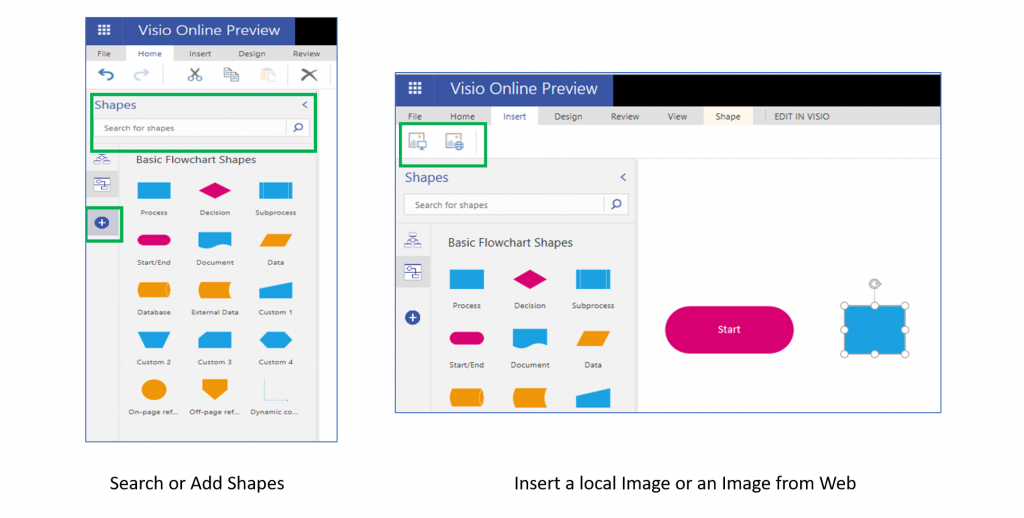 Visio Online Preview
File Home Insert Design Review
Shapes
Search for shapes
Basic Flowchart Shapes
Process Decision Subprocess
Start/End Document Data
Database External Data Custom 1
Custom 2 Custom 3 Custom 4
On-page ref... Off-page ref... Dynamic co...
Search or Add Shapes
Visio Online Preview
File Home Insert Design Review View Shape EDIT IN VISIO
Shapes
Search for shapes
Basic Flowchart Shapes
Process Decision Subprocess
Start/End Document Data
Start
Insert a local Image or an Image from Web